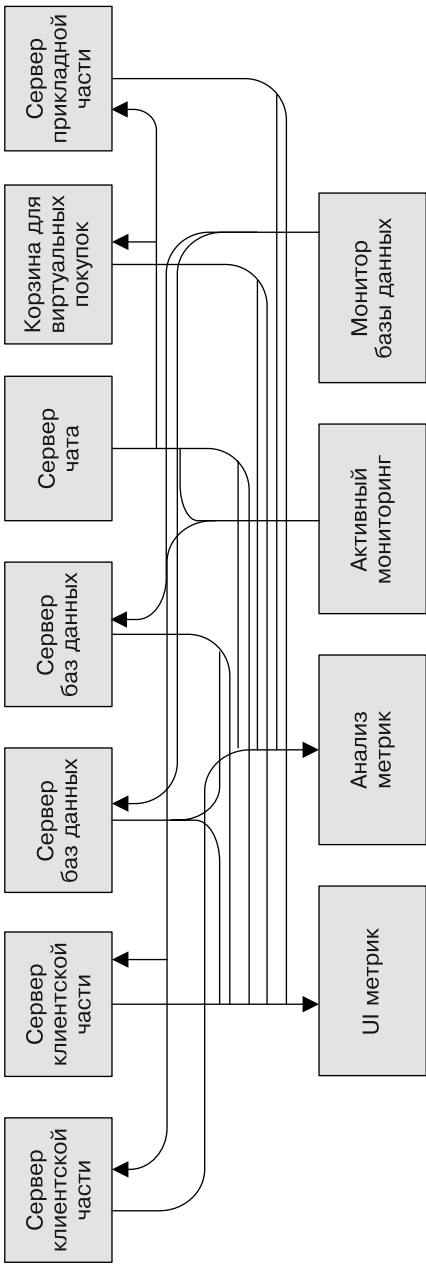 Сервер
клиентской
части
Сервер
клиентской
части
Сервер
баз данных
Сервер
баз данных
Сервер
чата
Корзина для
виртуальных
покупок
Сервер
прикладной
части
UI метрик
Анализ
метрик
Активный
мониторинг
Монитор
базы данных